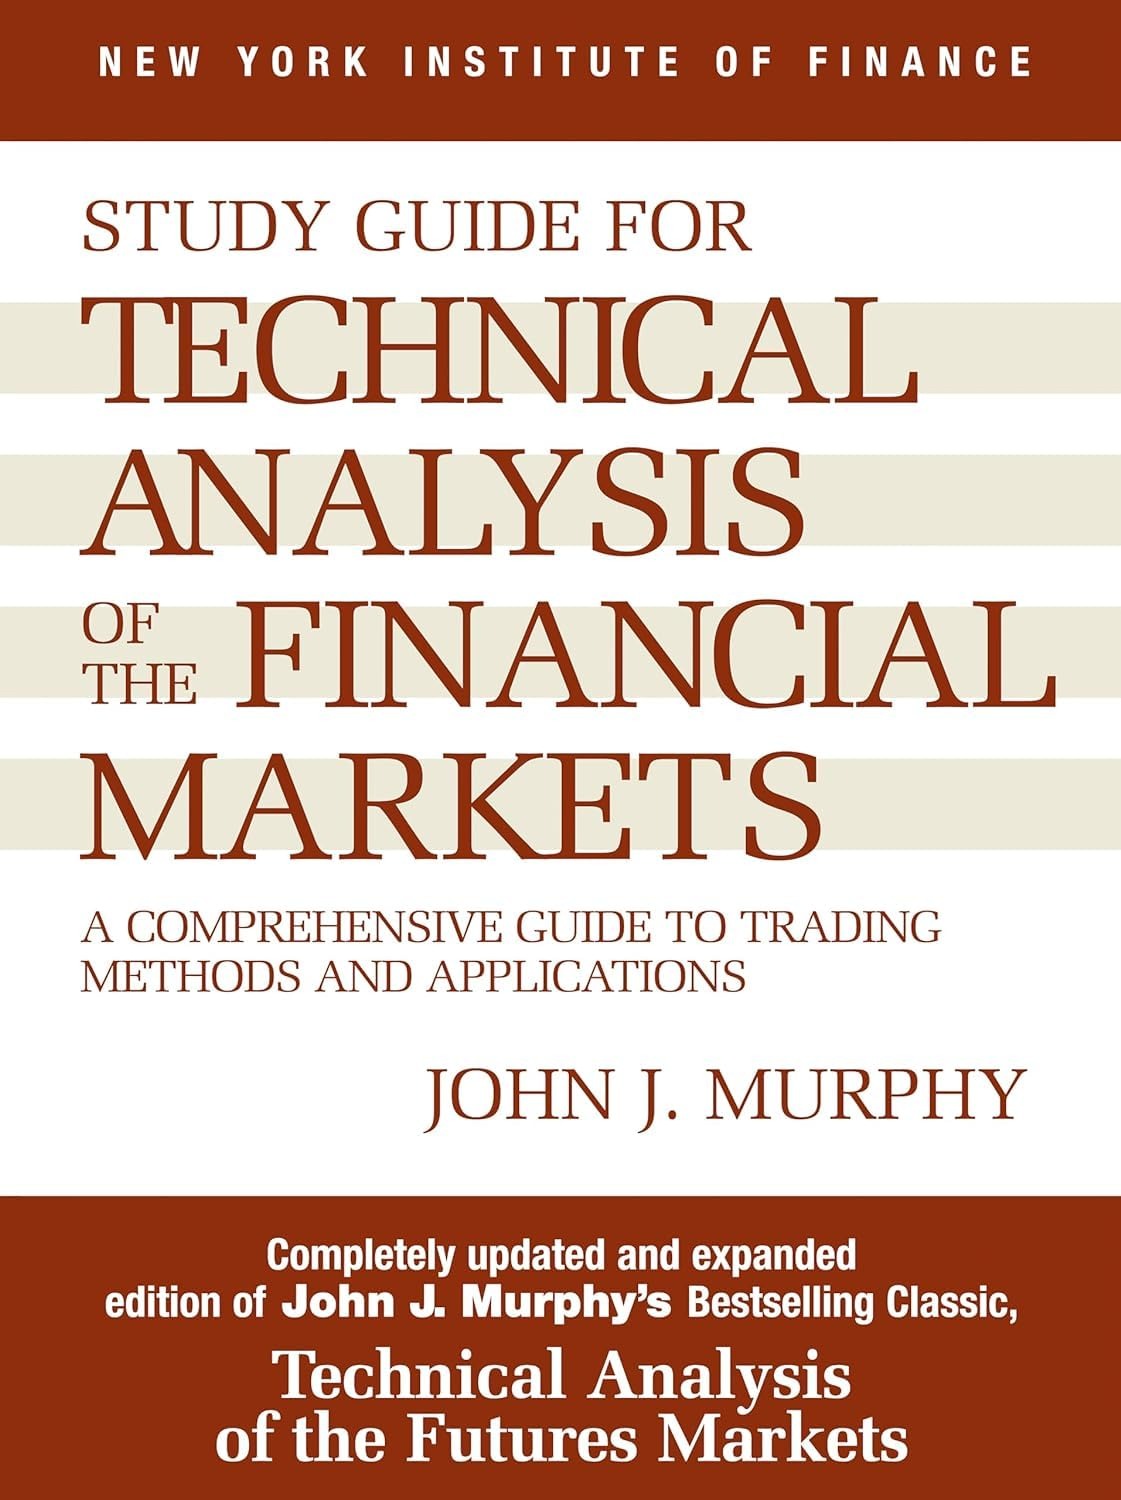 NEW YORK INSTITUTE OF FINANCE
STUDY GUIDE FOR
TECHNICAL
ANALYSIS
OF
THE
FINANCIAL
MARKETS
A COMPREHENSIVE GUIDE TO TRADING
METHODS AND APPLICATIONS
JOHN J. MURPHY
Completely updated and expanded
edition of John J. Murphy's Bestselling Classic,
Technical Analysis
of the Futures Markets